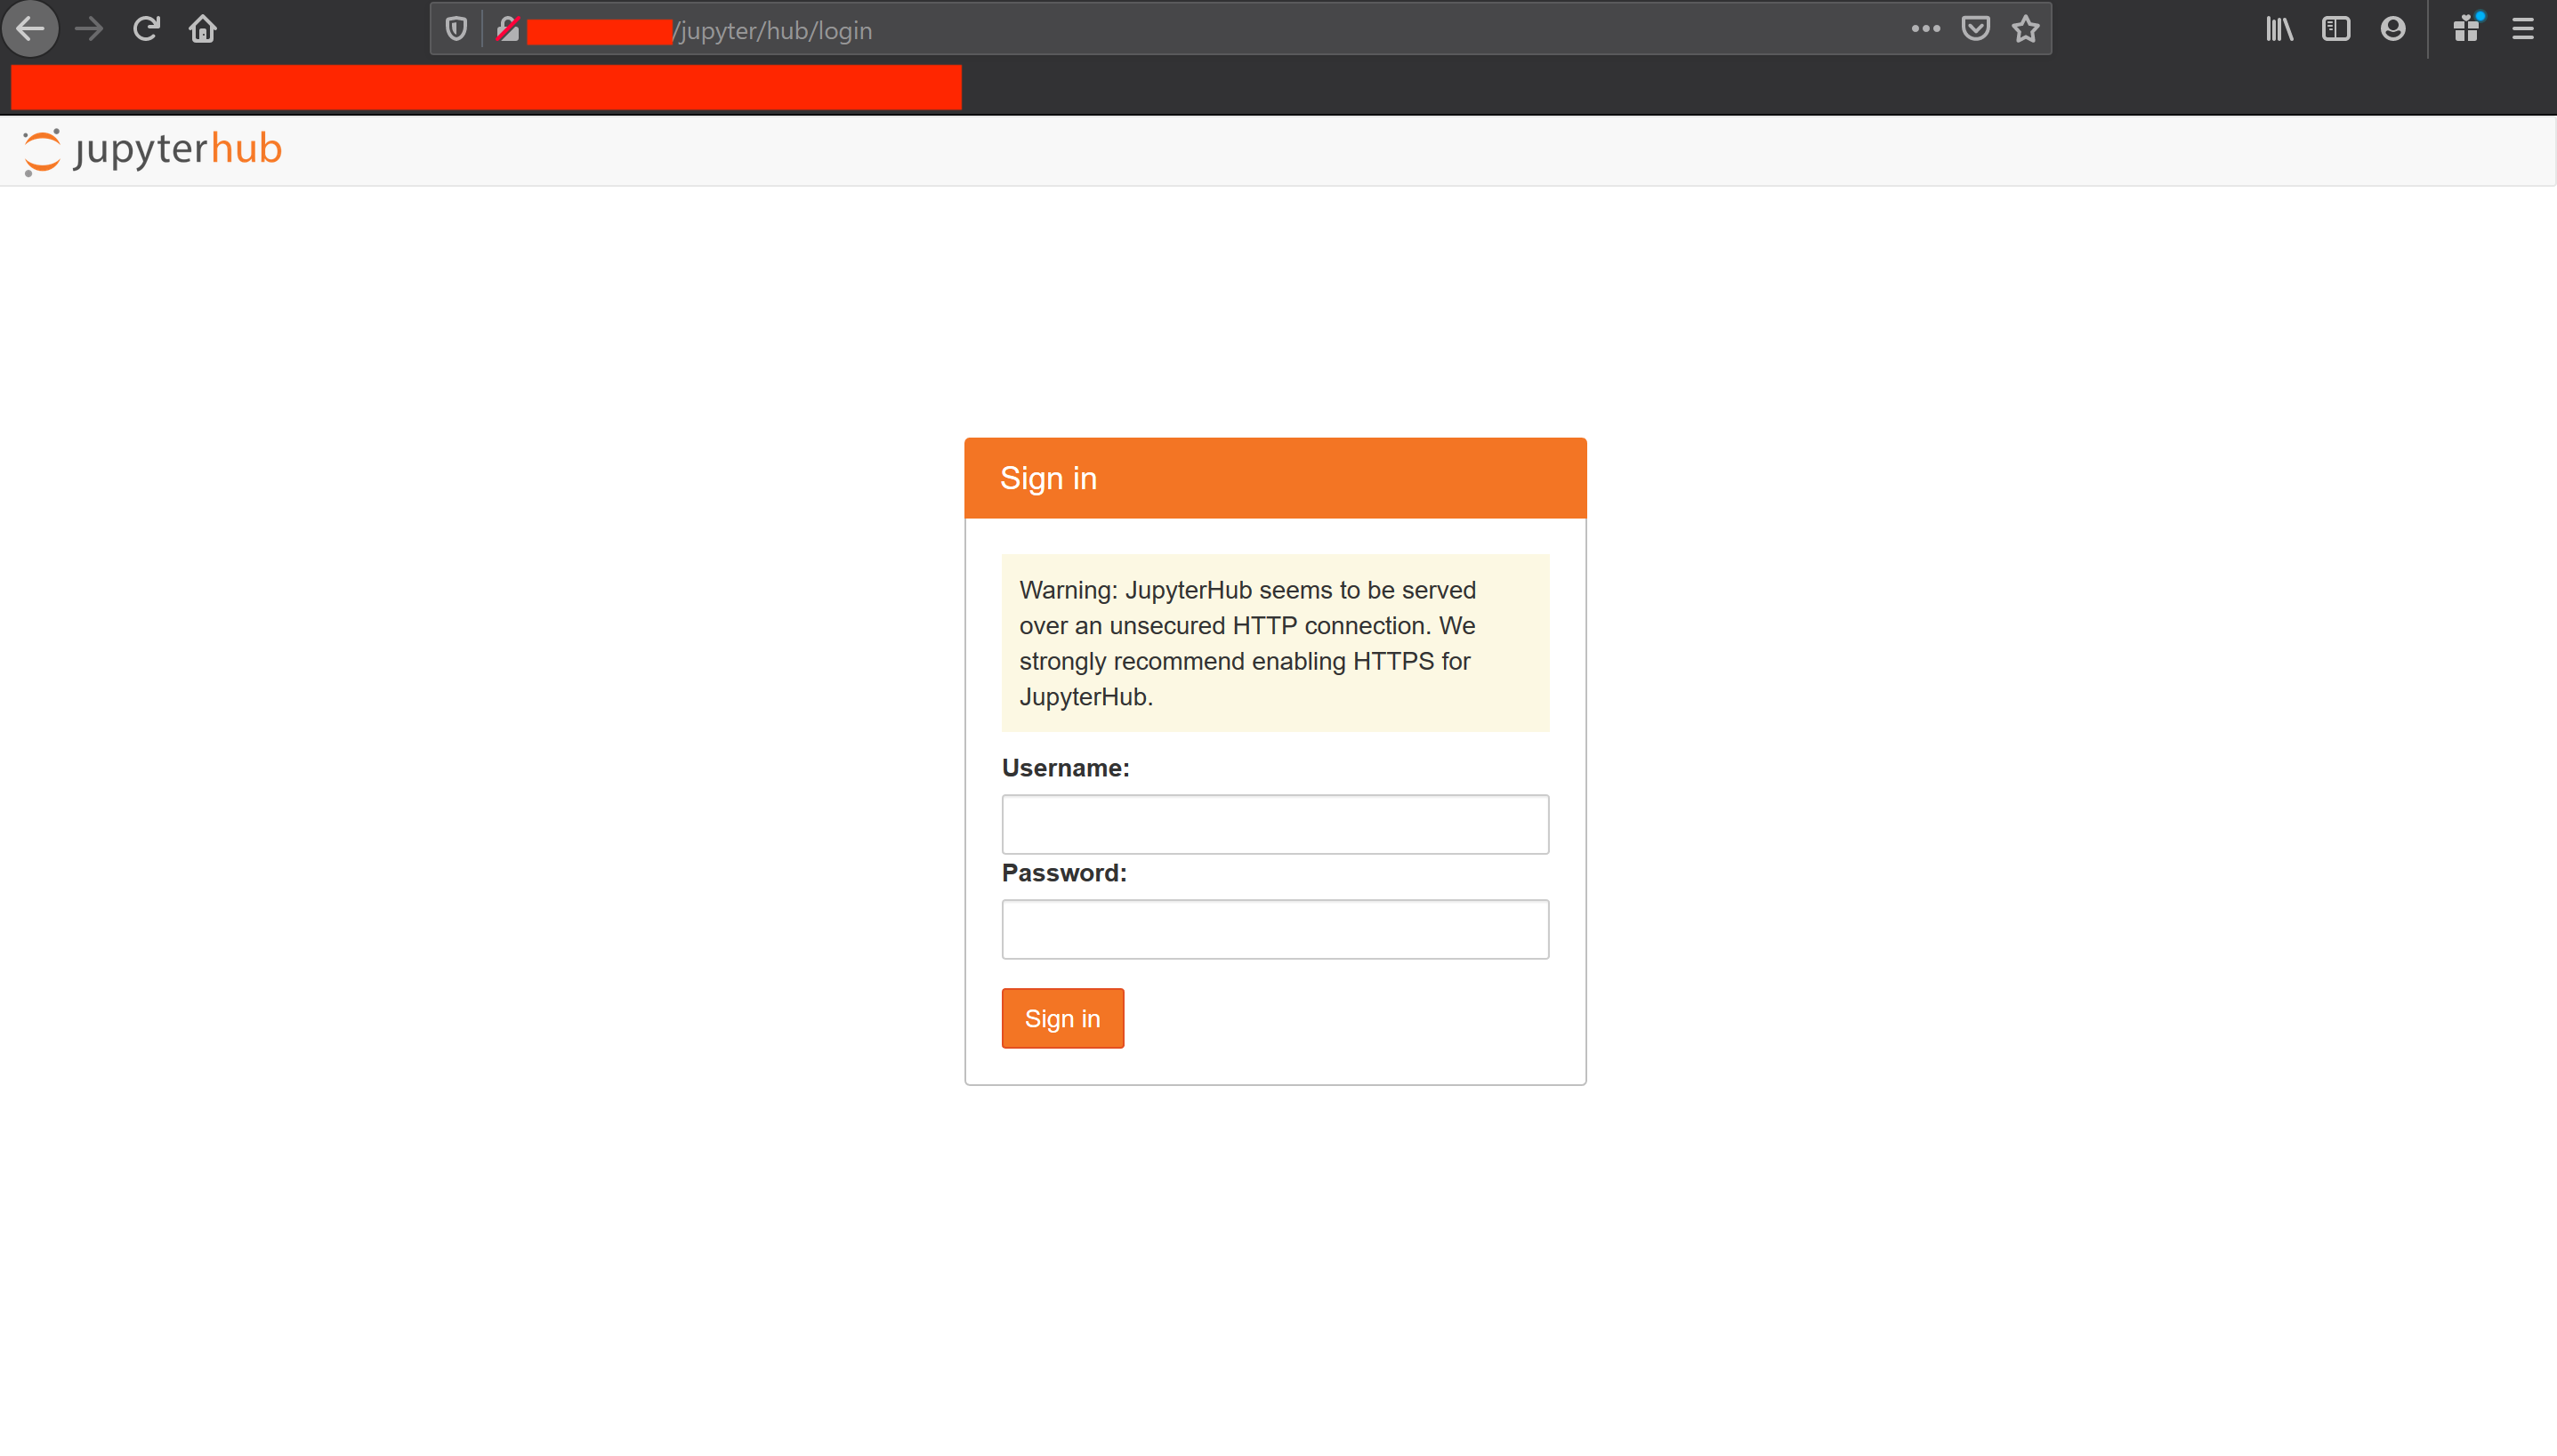 /jupyter/hub/login
jupyterhub
Sign in
Warning: JupyterHub seems to be served
over an unsecured HTTP connection. We
strongly recommend enabling HTTPS for
JupyterHub.
Username:
Password:
Sign in